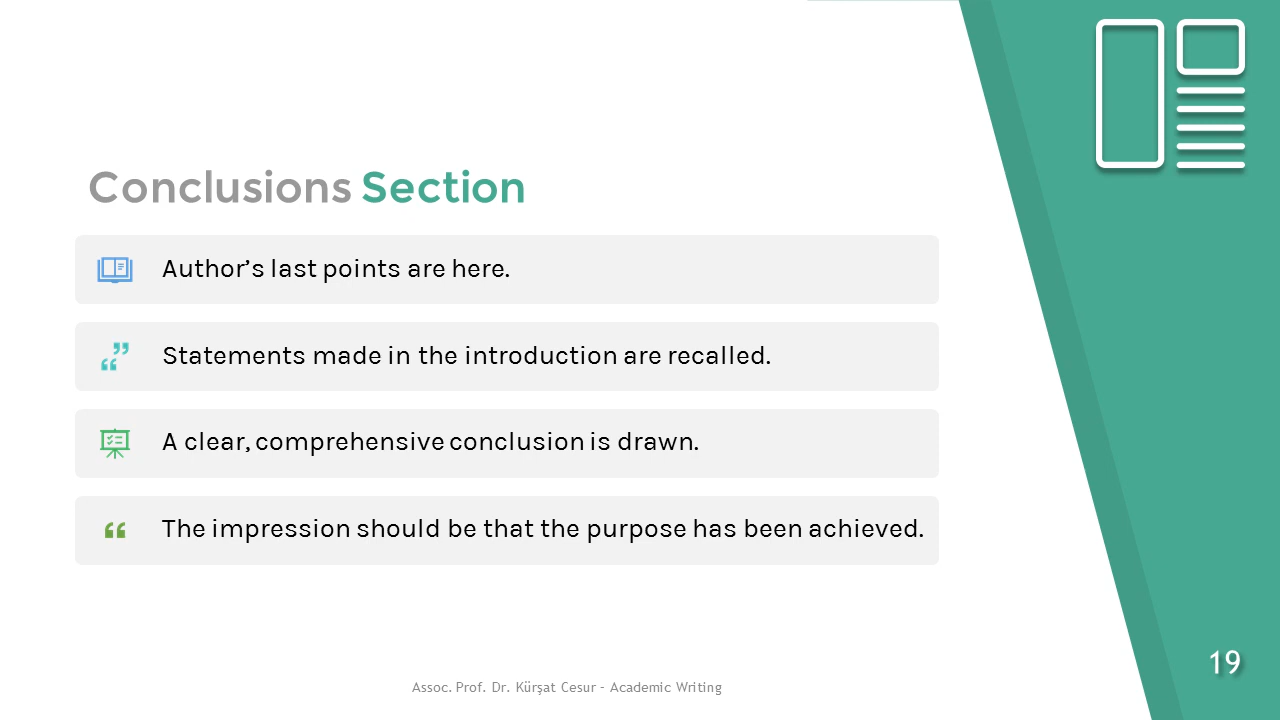 Conclusions Section
Author’s last points are here.
Statements made in the introduction are recalled.
A clear, comprehensive conclusion is drawn.
The impression should be that the purpose has been achieved.
19
Assoc. Prof. Dr. Kürşat Cesur - Academic Writing